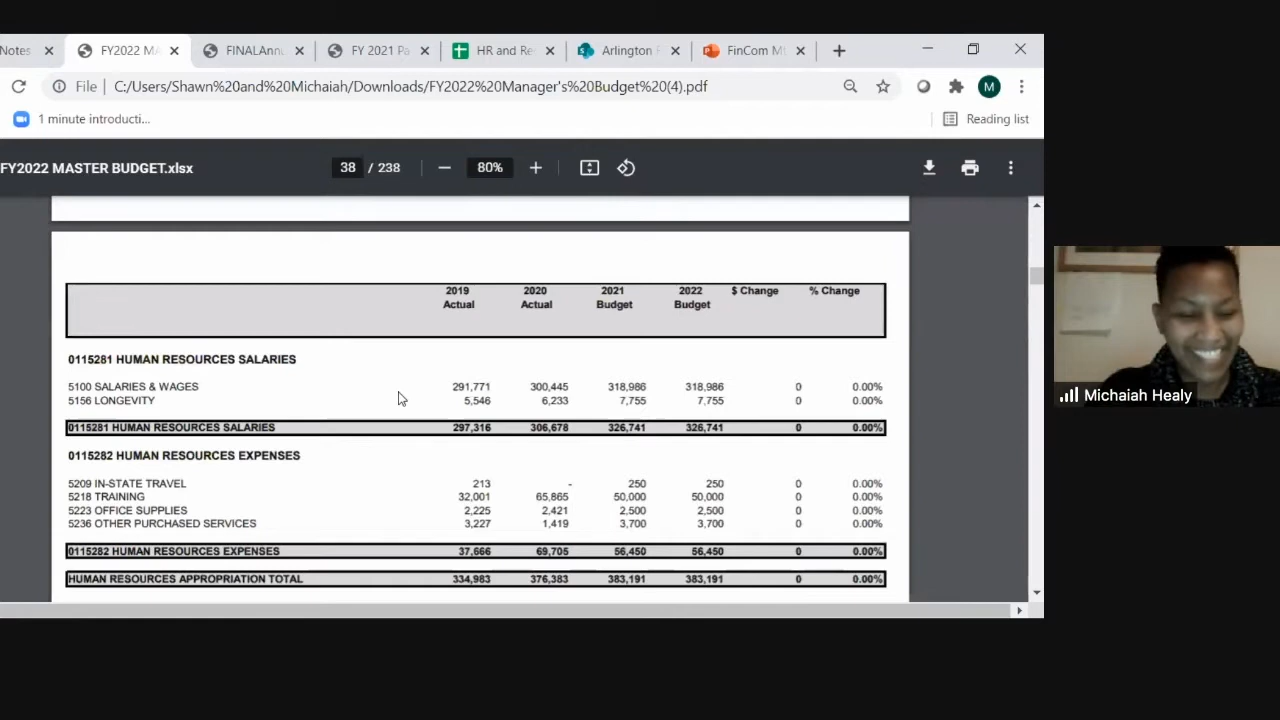 Notes
FY2022 MA
FINALAnnu
FY 2021 Pa
HR and Re
Arlington F
FinCom Mt
File C:/Users/Shawn%20and%20Michaiah/Downloads/FY2022%20Manager's%20Budget%20(4).pdf
M
1 minute introducti...
Reading list
FY2022 MASTER BUDGET.xlsx
38 / 238
80%
2019 2020 2021 2022 $ Change % Change
Actual Actual Budget Budget
0115281 HUMAN RESOURCES SALARIES
5100 SALARIES & WAGES 291,771 300,445 318,986 318,986 0 0.00%
5156 LONGEVITY 5,546 6,233 7,755 7,755 0 0.00%
0115281 HUMAN RESOURCES SALARIES 297,316 306,678 326,741 326,741 0 0.00%
0115282 HUMAN RESOURCES EXPENSES
5209 IN-STATE TRAVEL 213 - 250 250 0 0.00%
5218 TRAINING 32,001 65,865 50,000 50,000 0 0.00%
5223 OFFICE SUPPLIES 2,225 2,421 2,500 2,500 0 0.00%
5236 OTHER PURCHASED SERVICES 3,227 1,419 3,700 3,700 0 0.00%
0115282 HUMAN RESOURCES EXPENSES 37,666 69,705 56,450 56,450 0 0.00%
HUMAN RESOURCES APPROPRIATION TOTAL 334,983 376,383 383,191 383,191 0 0.00%
Michaiah Healy